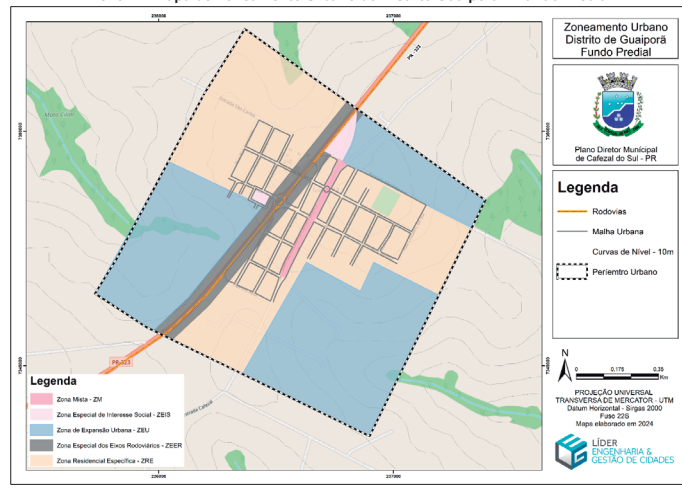 236000
237000
Zoneamento Urbano
Distrito de Guaiporã
Fundo Predial
Plano Diretor Municipal
de Cafezal do Sul - PR
Legenda
Rodovias
Malha Urbana
Curvas de Nível - 10m
Periemtro Urbano
N
0 0,175 0,35
Km
PROJEÇÃO UNIVERSAL
TRANSVERSA DE MERCATOR - UTM
Datum Horizontal - Sirgas 2000
Fuso 22S
Mapa elaborado em 2024
LÍDER
ENGENHARIA &
GESTÃO DE CIDADES
PR-323
PR-323
Legenda
Zona Mista - ZM
Zona Especial de Interesse Social - ZEIS
Zona de Expansão Urbana - ZEU
Zona Especial dos Eixos Rodoviários - ZEER
Zona Residencial Específica - ZRE
236000
237000